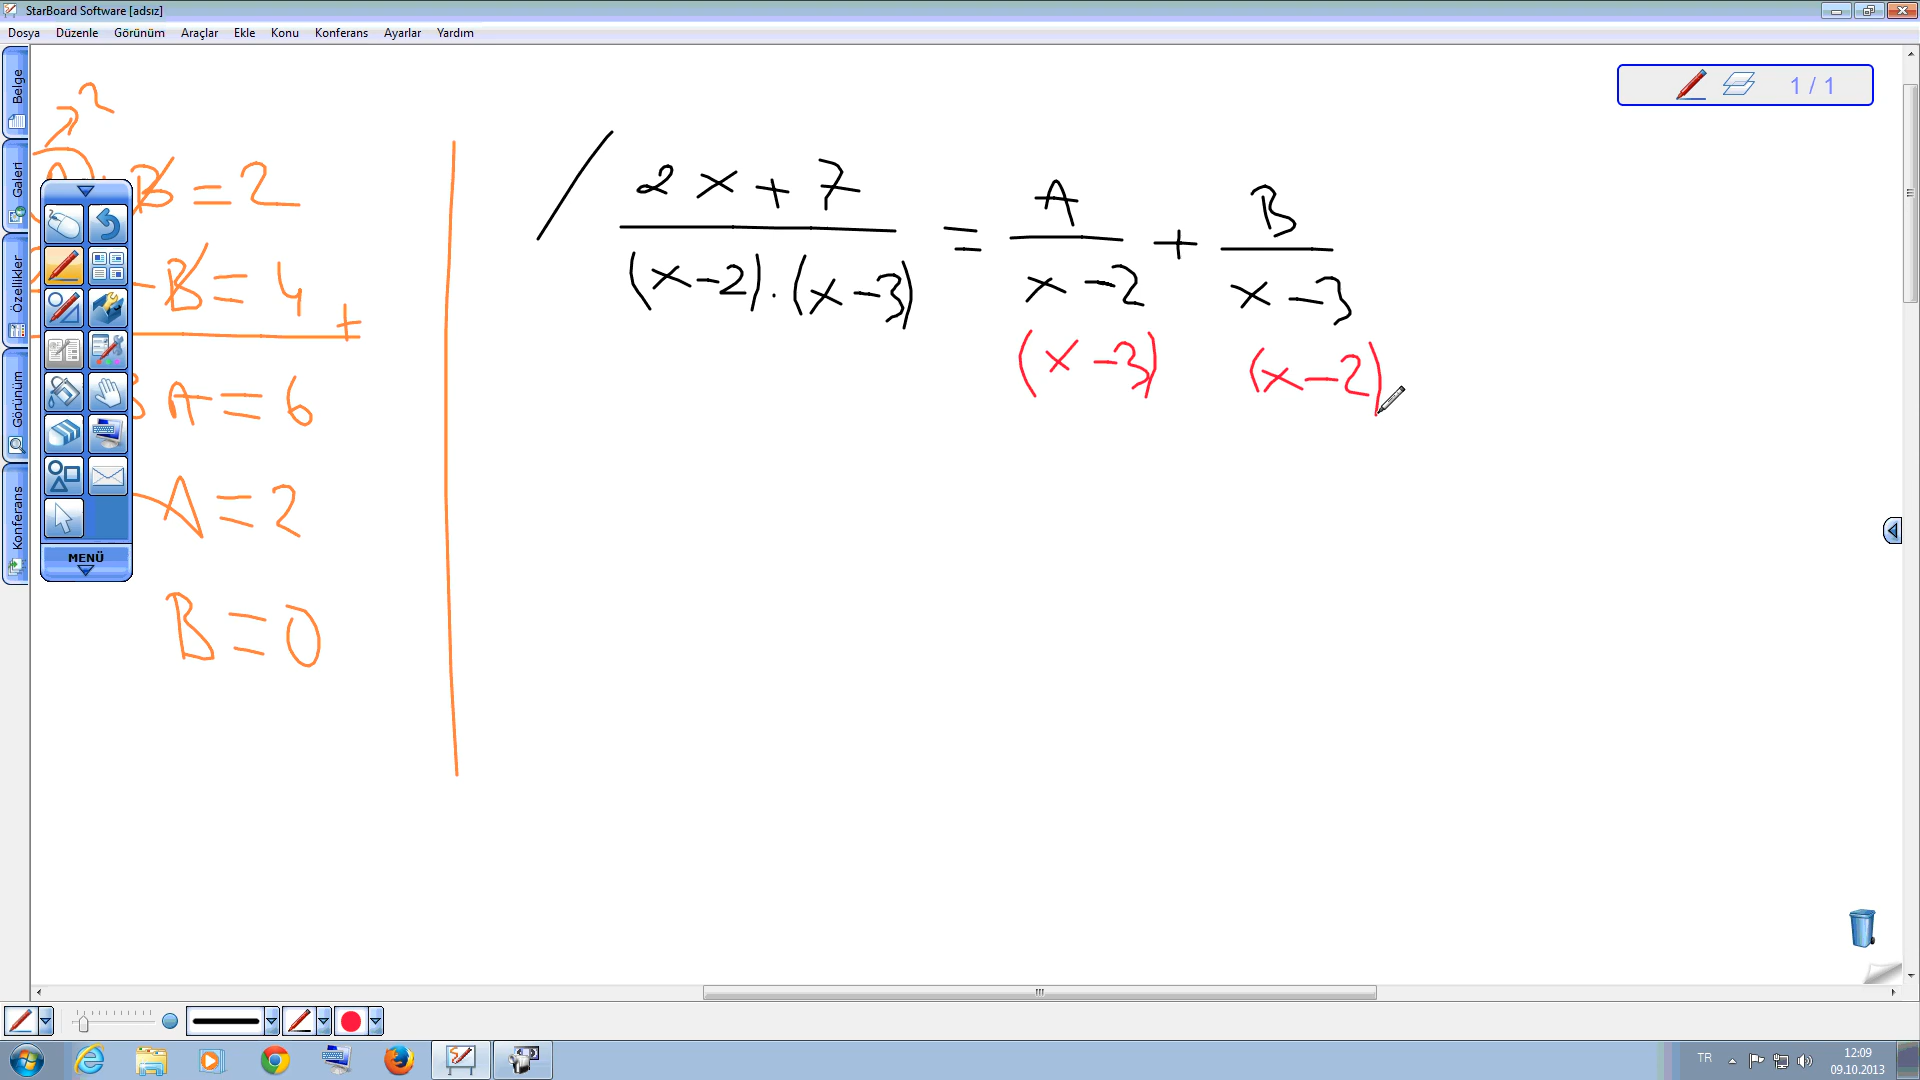 StarBoard Software [adsız]
Dosya Düzenle Görünüm Araçlar Ekle Konu Konferans Ayarlar Yardım
Belge
Galeri
Özellikler
Görünüm
Konferans
MENÜ
1 / 1
2
B = 2
- B = 4
+
A = 6
A = 2
B = 0
/ 2x + 7 = A + B
(x-2).(x-3) x-2 x-3
(x-3) (x-2)
TR
12:09
09.10.2013